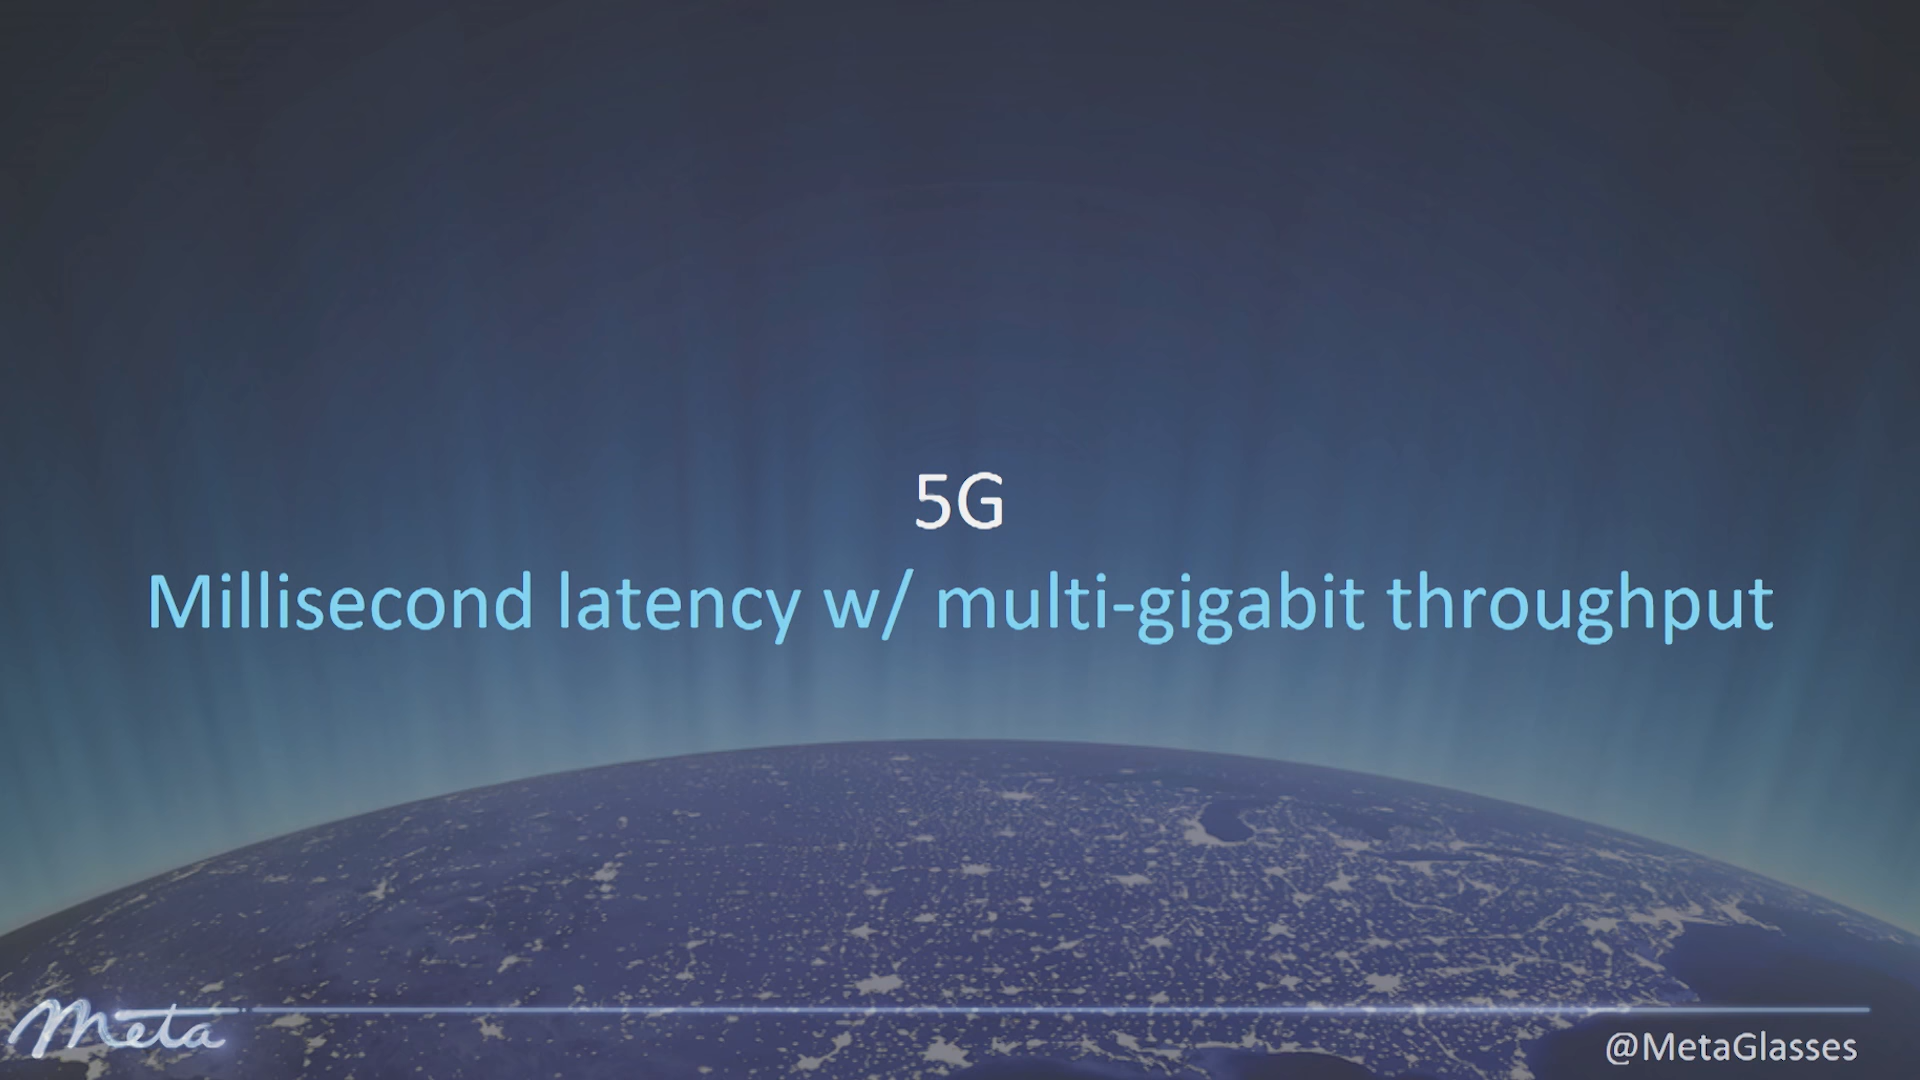 5G
Millisecond latency w/ multi-gigabit throughput
Meta
@MetaGlasses